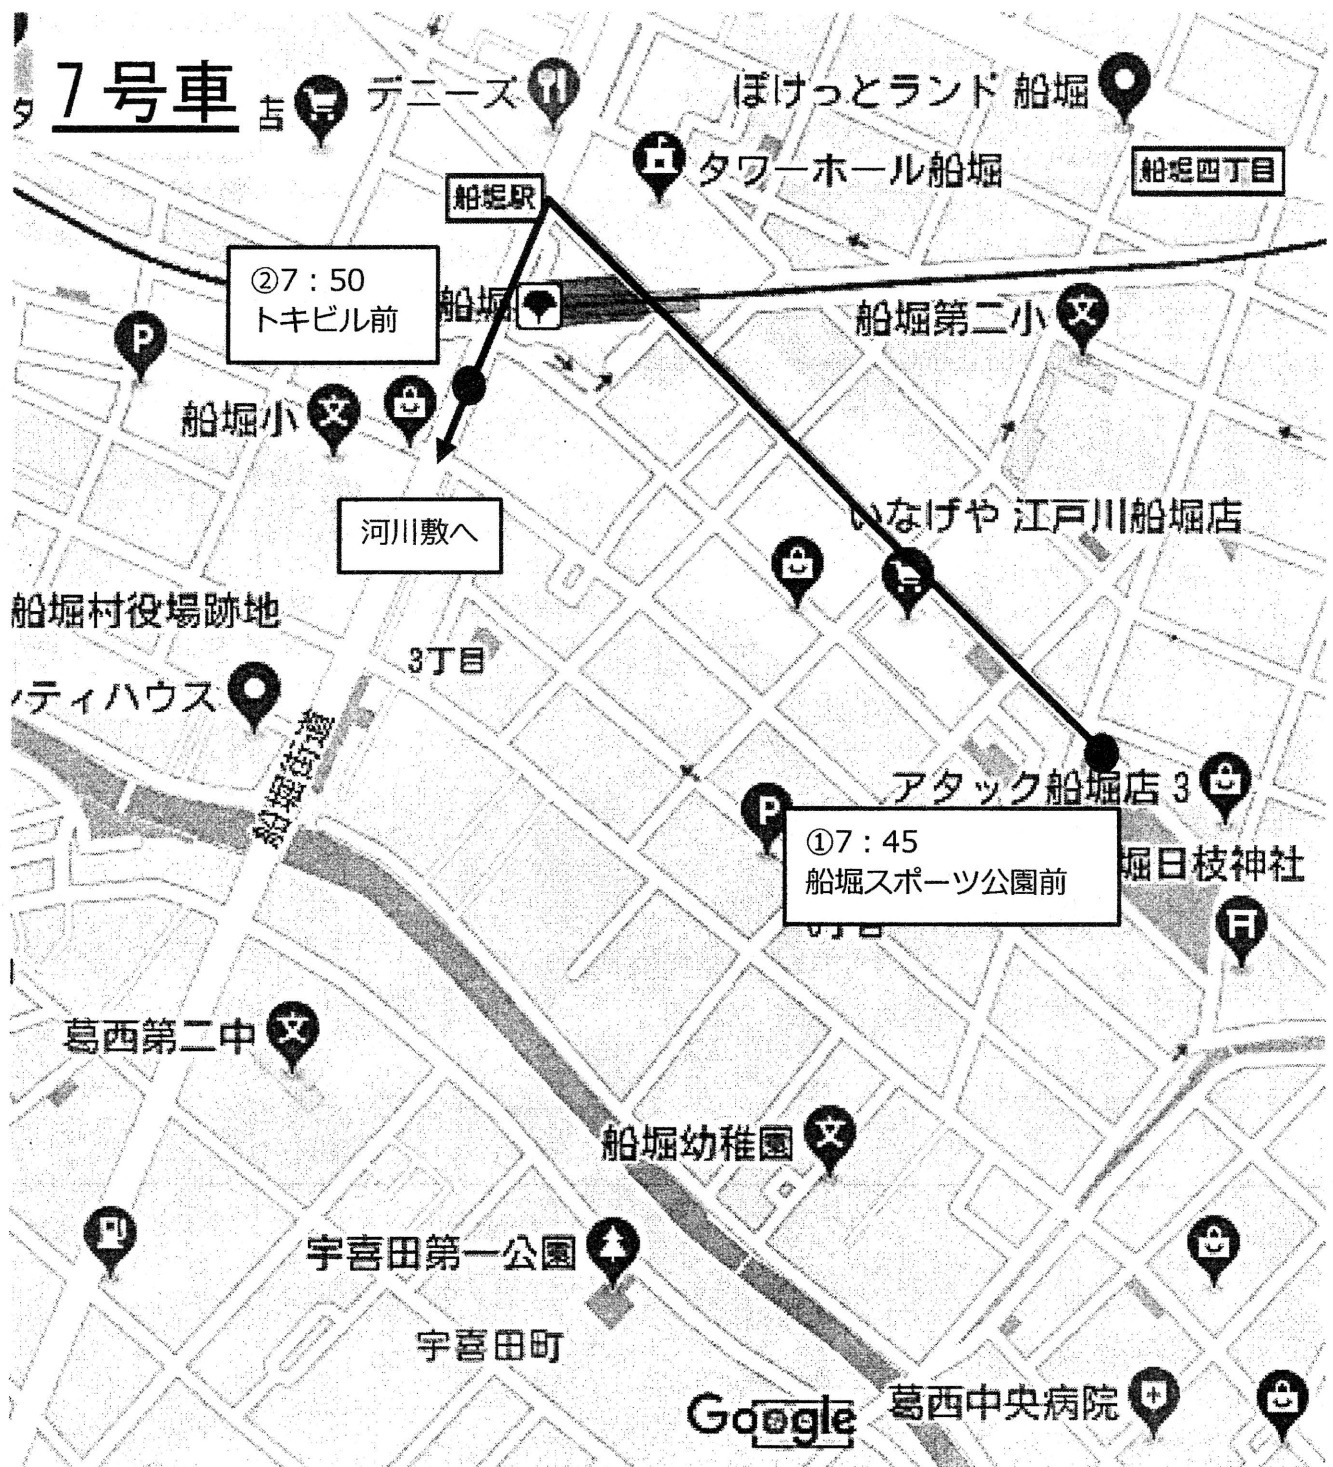 7号車
タ
店
デニーズ
ぽけっとランド 船堀
タワーホール船堀
船堀四丁目
船堀駅
②7:50
トキビル前
船堀
船堀第二小
船堀小
河川敷へ
いなげや 江戸川船堀店
船堀村役場跡地
3丁目
ティハウス
船堀街道
アタック船堀店 3
①7:45
船堀スポーツ公園前
堀日枝神社
葛西第二中
船堀幼稚園
宇喜田第一公園
宇喜田町
Google
葛西中央病院